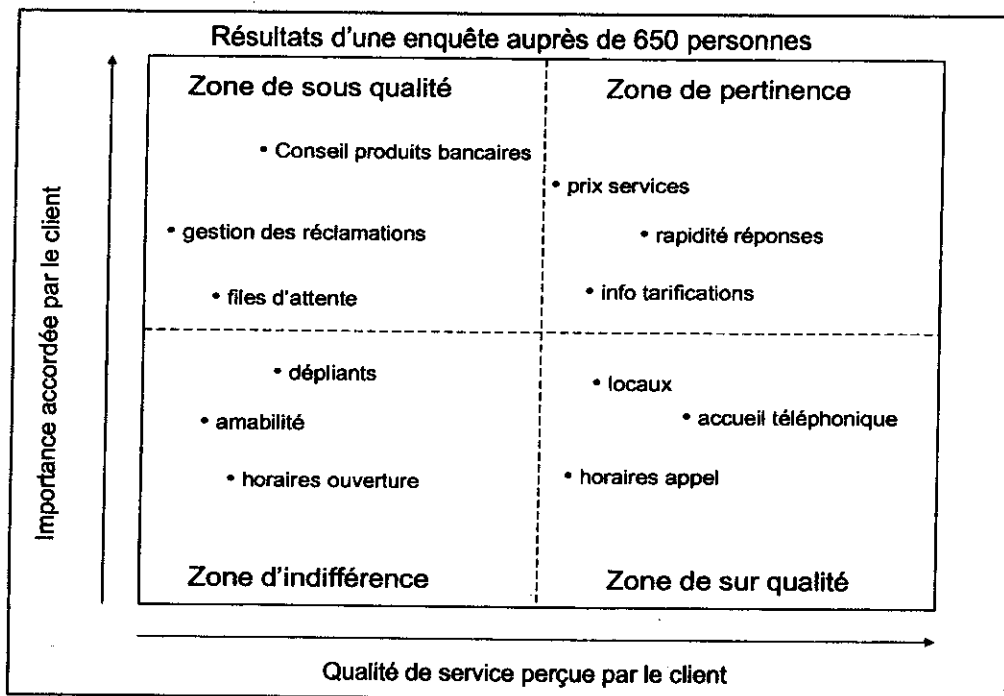 Résultats d'une enquête auprès de 650 personnes
Zone de sous qualité
Zone de pertinence
• Conseil produits bancaires
• prix services
• gestion des réclamations
• rapidité réponses
• files d'attente
• info tarifications
• dépliants
• locaux
• amabilité
• accueil téléphonique
• horaires ouverture
• horaires appel
Zone d'indifférence
Zone de sur qualité
Importance accordée par le client
Qualité de service perçue par le client